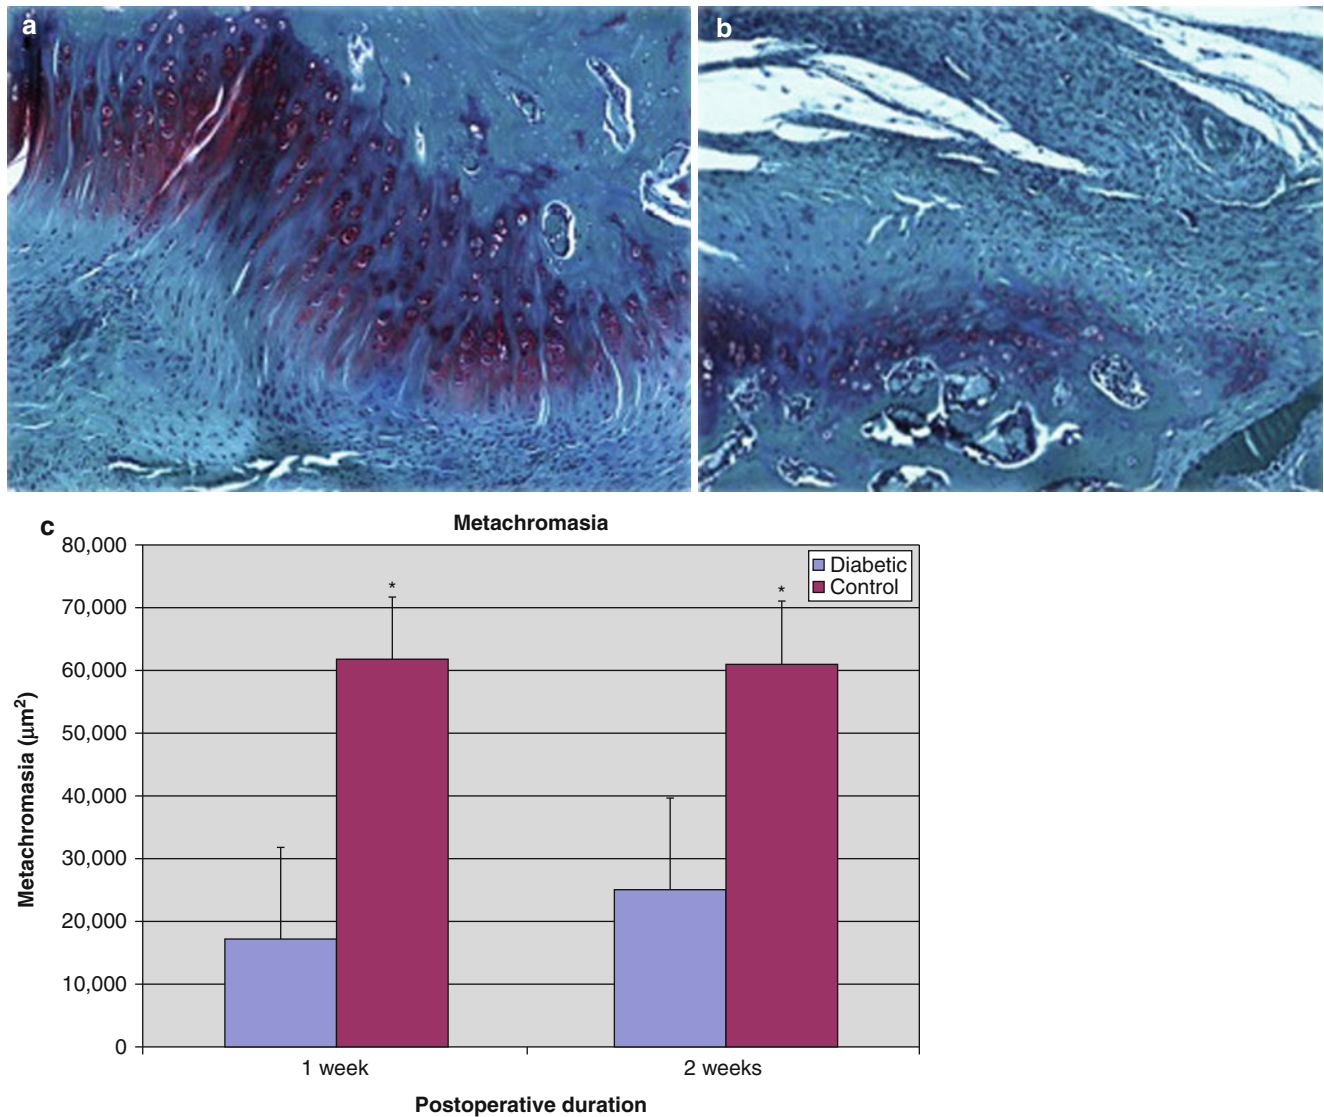 a
b
c
Metachromasia
80,000
70,000
60,000
50,000
40,000
30,000
20,000
10,000
0
Metachromasia (μm²)
Diabetic
Control
*
*
1 week
2 weeks
Postoperative duration